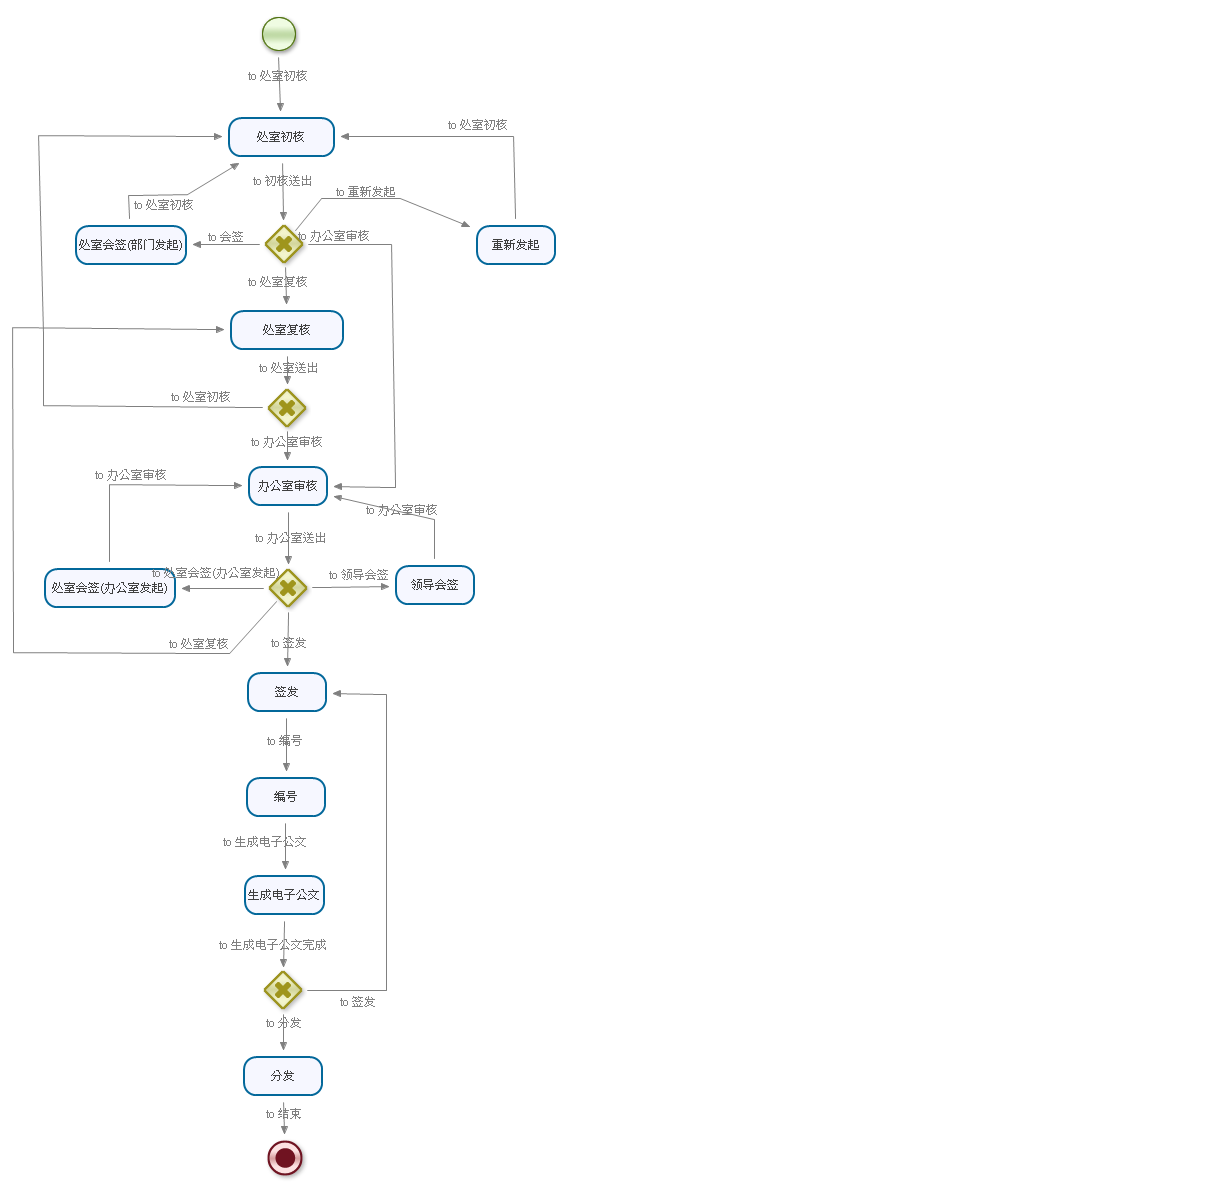 to 处室初核
to 处室初核
处室初核
to 初核送出
to 重新发起
to 处室初核
to 会签
to 办公室审核
处室会签(部门发起)
重新发起
to 处室复核
处室复核
to 处室送出
to 处室初核
to 办公室审核
to 办公室审核
办公室审核
to 办公室审核
to 办公室送出
to 处室会签(办公室发起)
to 领导会签
处室会签(办公室发起)
领导会签
to 处室复核
to 签发
签发
to 编号
编号
to 生成电子公文
生成电子公文
to 生成电子公文完成
to 签发
to 分发
分发
to 结束